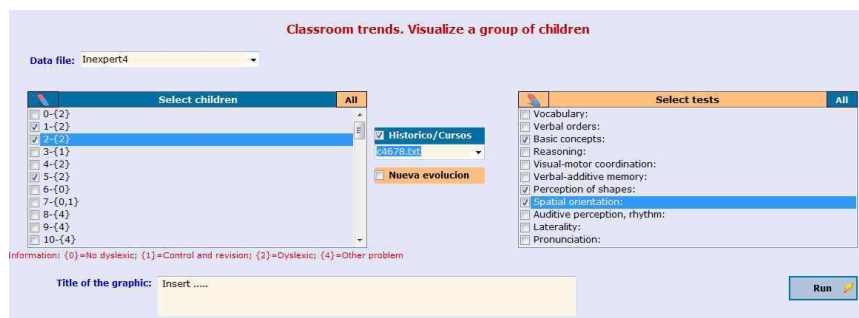 Classroom trends. Visualize a group of children
Data file: Inexpert4
Select children All
0-{2}
1-{2}
2-{2}
3-{1}
4-{2}
5-{2}
6-{0}
7-{0,1}
8-{4}
9-{4}
10-{4}
Historico/Cursos
c4678.txt
Nueva evolucion
Select tests All
Vocabulary:
Verbal orders:
Basic concepts:
Reasoning:
Visual-motor coordination:
Verbal-additive memory:
Perception of shapes:
Spatial orientation:
Auditive perception, rhythm:
Laterality:
Pronunciation:
Information: {0}=No dyslexic; {1}=Control and revision; {2}=Dyslexic; {4}=Other problem
Title of the graphic: Insert .....
Run